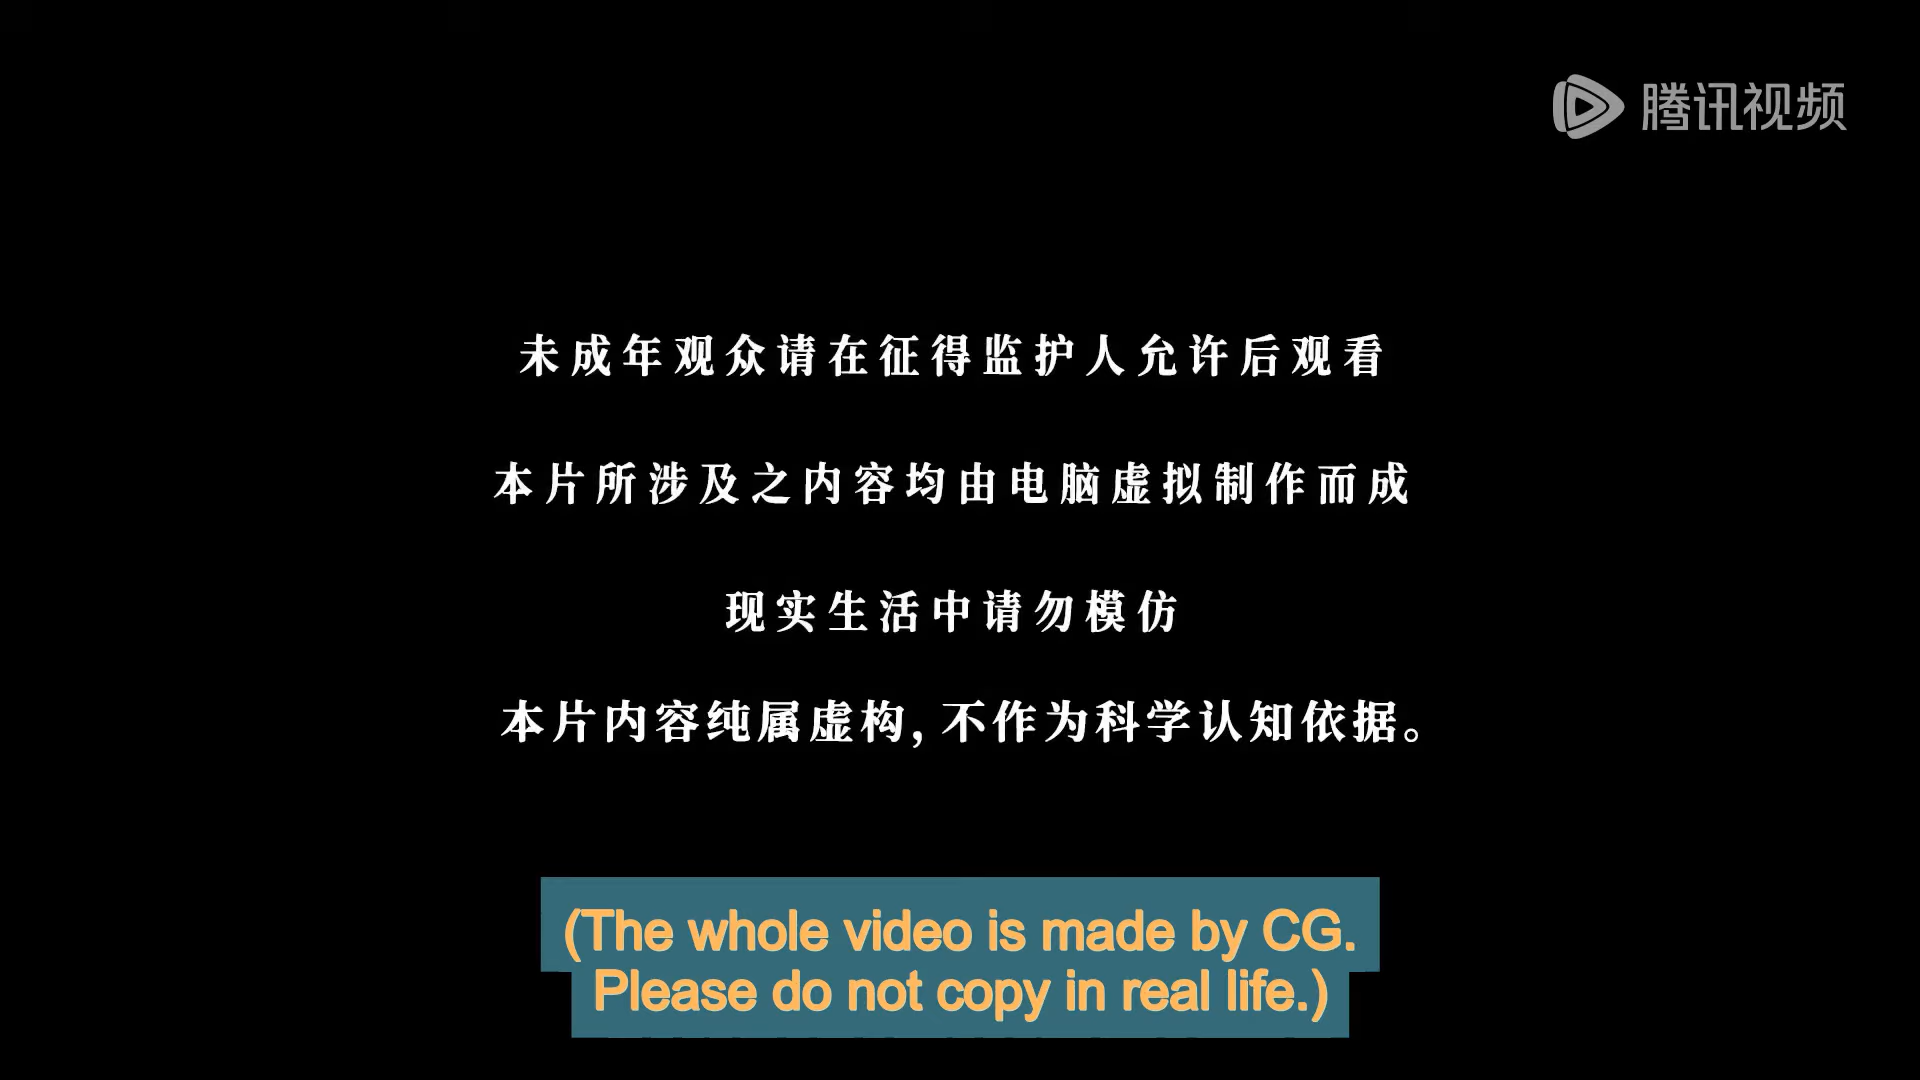 腾讯视频
未成年观众请在征得监护人允许后观看
本片所涉及之内容均由电脑虚拟制作而成
现实生活中请勿模仿
本片内容纯属虚构，不作为科学认知依据。
(The whole video is made by CG.
Please do not copy in real life.)